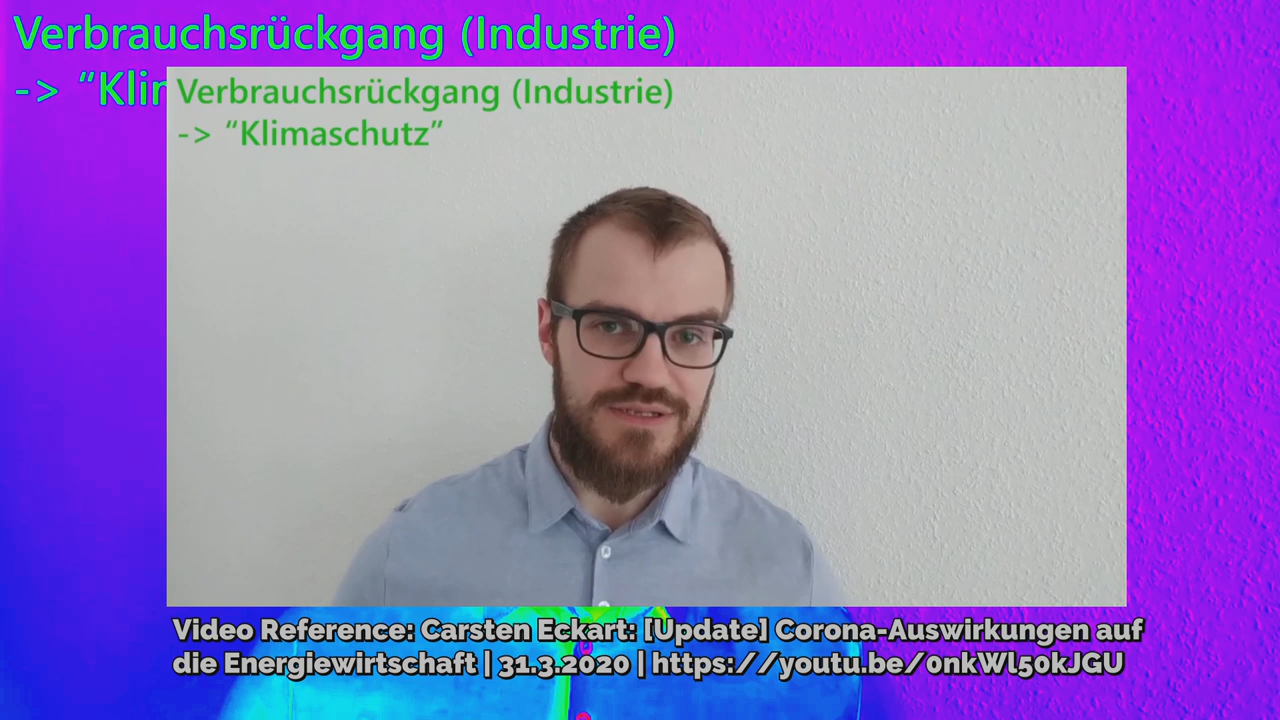 Verbrauchsrückgang (Industrie)
-> “Klim
Verbrauchsrückgang (Industrie)
-> “Klimaschutz”
Video Reference: Carsten Eckart: [Update] Corona-Auswirkungen auf
die Energiewirtschaft | 31.3.2020 | https://youtu.be/0nkWl50kJGU